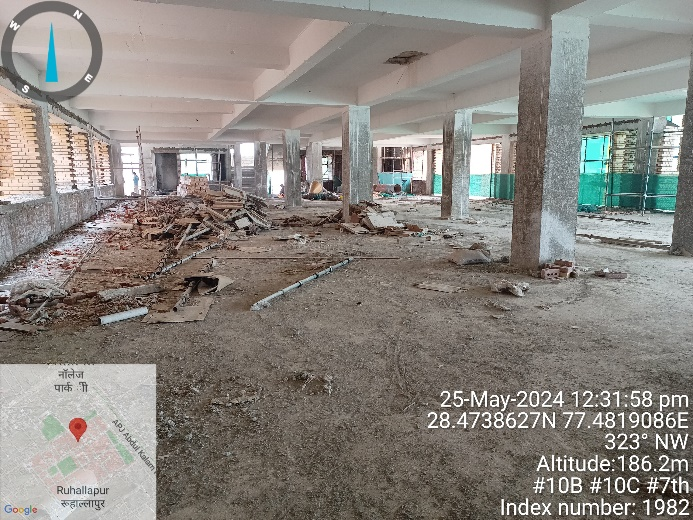 N
W
E
S
नॉलेज
पार्क ।ी
APJ Abdul Kalam
Ruhallapur
रूहाल्लापुर
Google
25-May-2024 12:31:58 pm
28.4738627N 77.4819086E
323° NW
Altitude:186.2m
#10B #10C #7th
Index number: 1982